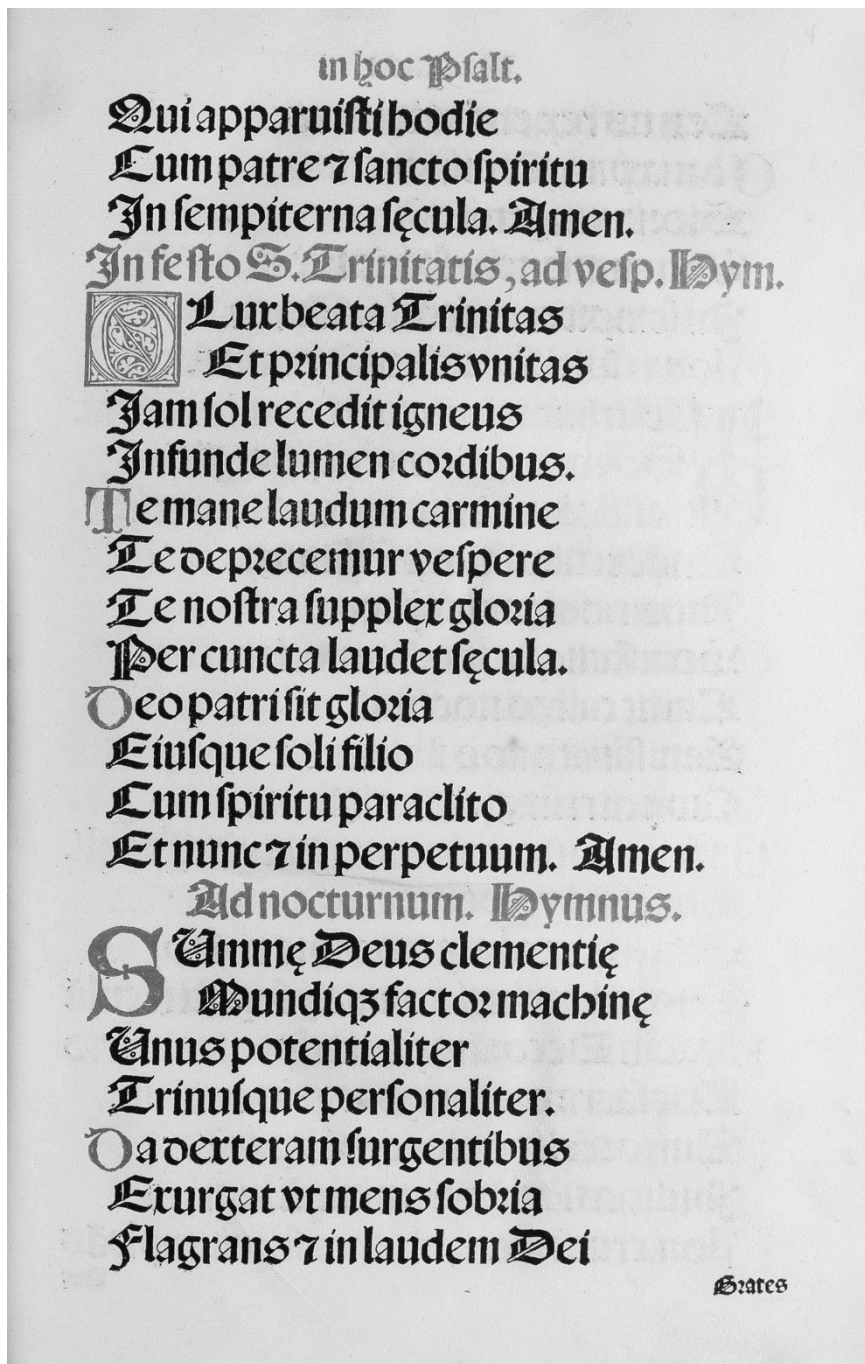 in hoc Psalt.
Qui apparuisti hodie
Cum patre ⁊ sancto spiritu
In sempiterna sęcula. Amen.
In festo S. Trinitatis, ad vesp. Hym.
O Lux beata Trinitas
Et principalis vnitas
Jam sol recedit igneus
Infunde lumen cordibus.
Te mane laudum carmine
Te deprecemur vespere
Te nostra supplex gloria
Per cuncta laudet sęcula.
Deo patri sit gloria
Eiusque soli filio
Cum spiritu paraclito
Et nunc ⁊ in perpetuum. Amen.
Ad nocturnum. Hymnus.
SUmmę Deus clementię
Mundiqꝫ factor machinę
Unus potentialiter
Trinusque personaliter.
Da dexteram surgentibus
Exurgat vt mens sobria
Flagrans ⁊ in laudem Dei
Grates